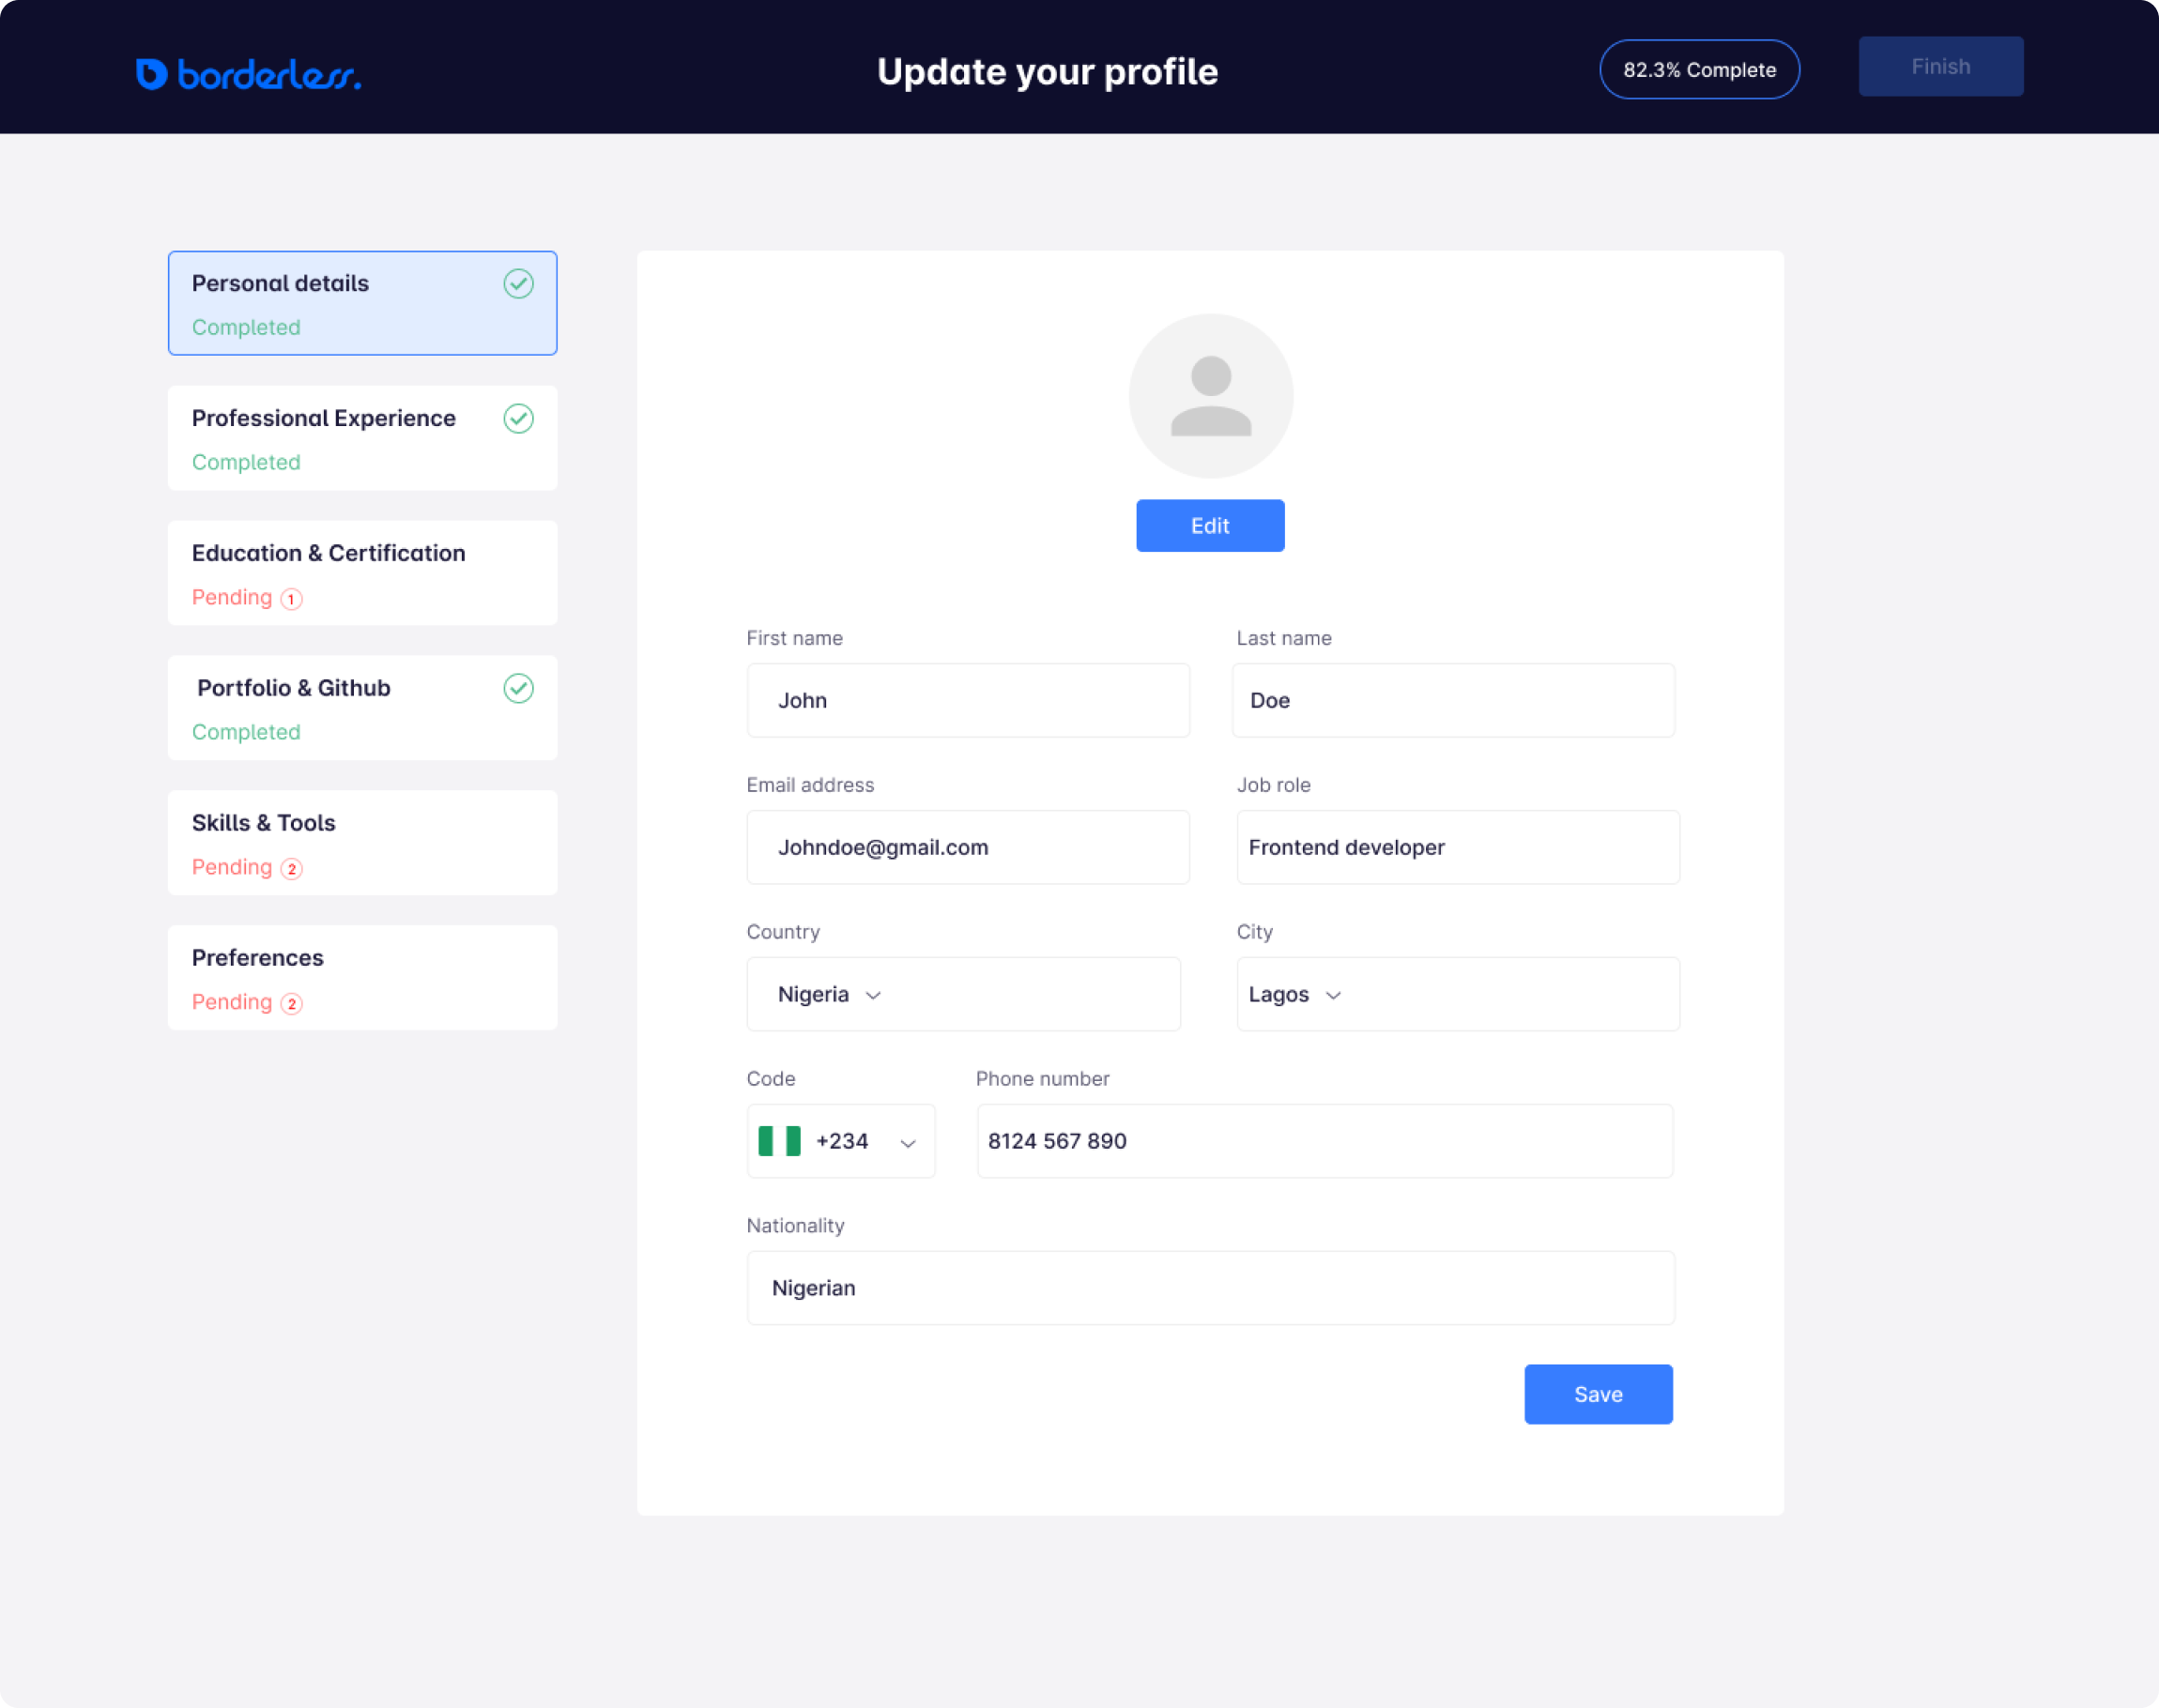 borderless.
Update your profile
82.3% Complete
Finish
Personal details
Completed
Professional Experience
Completed
Education & Certification
Pending 1
Portfolio & Github
Completed
Skills & Tools
Pending 2
Preferences
Pending 2
Edit
First name
Last name
John
Doe
Email address
Job role
Johndoe@gmail.com
Frontend developer
Country
City
Nigeria
Lagos
Code
Phone number
+234
8124 567 890
Nationality
Nigerian
Save